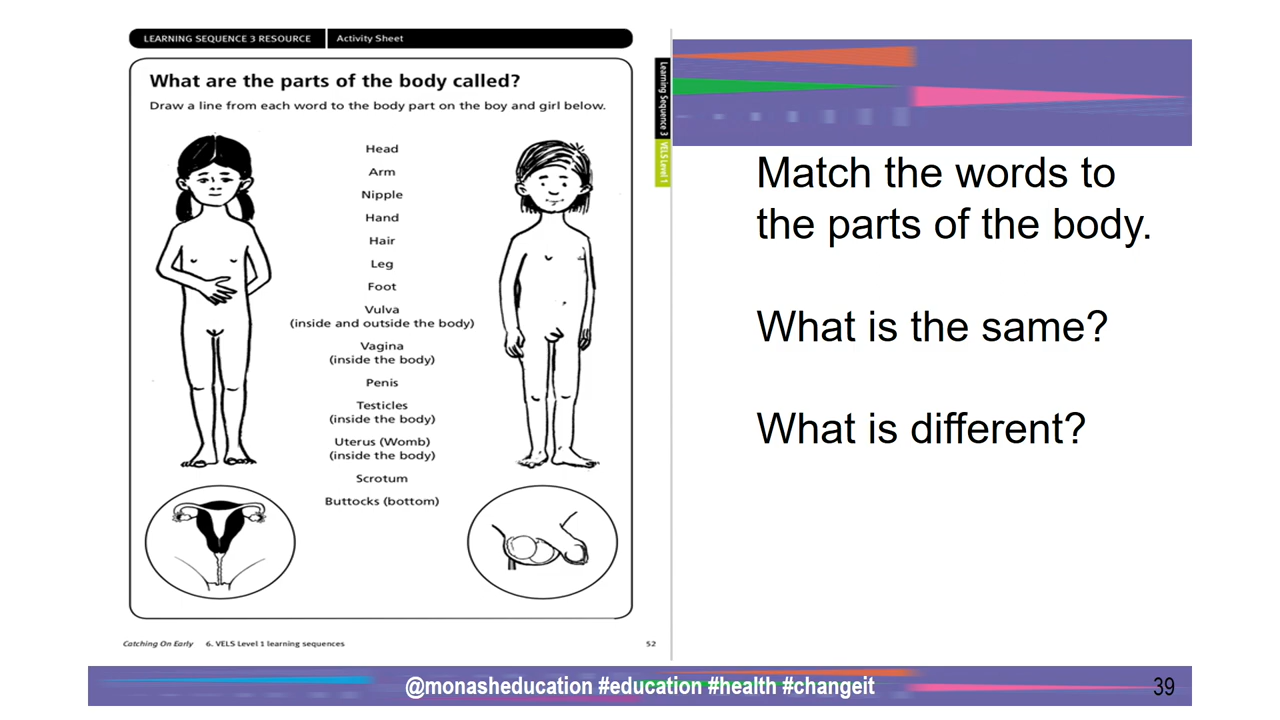 LEARNING SEQUENCE 3 RESOURCE
Activity Sheet
What are the parts of the body called?
Draw a line from each word to the body part on the boy and girl below.
Head
Arm
Nipple
Hand
Hair
Leg
Foot
Vulva
(inside and outside the body)
Vagina
(inside the body)
Penis
Testicles
(inside the body)
Uterus (Womb)
(inside the body)
Scrotum
Buttocks (bottom)
Learning Sequence 3
VELS Level 1
Catching On Early 6. VELS Level 1 learning sequences
52
Match the words to
the parts of the body.
What is the same?
What is different?
@monasheducation #education #health #changeit
39